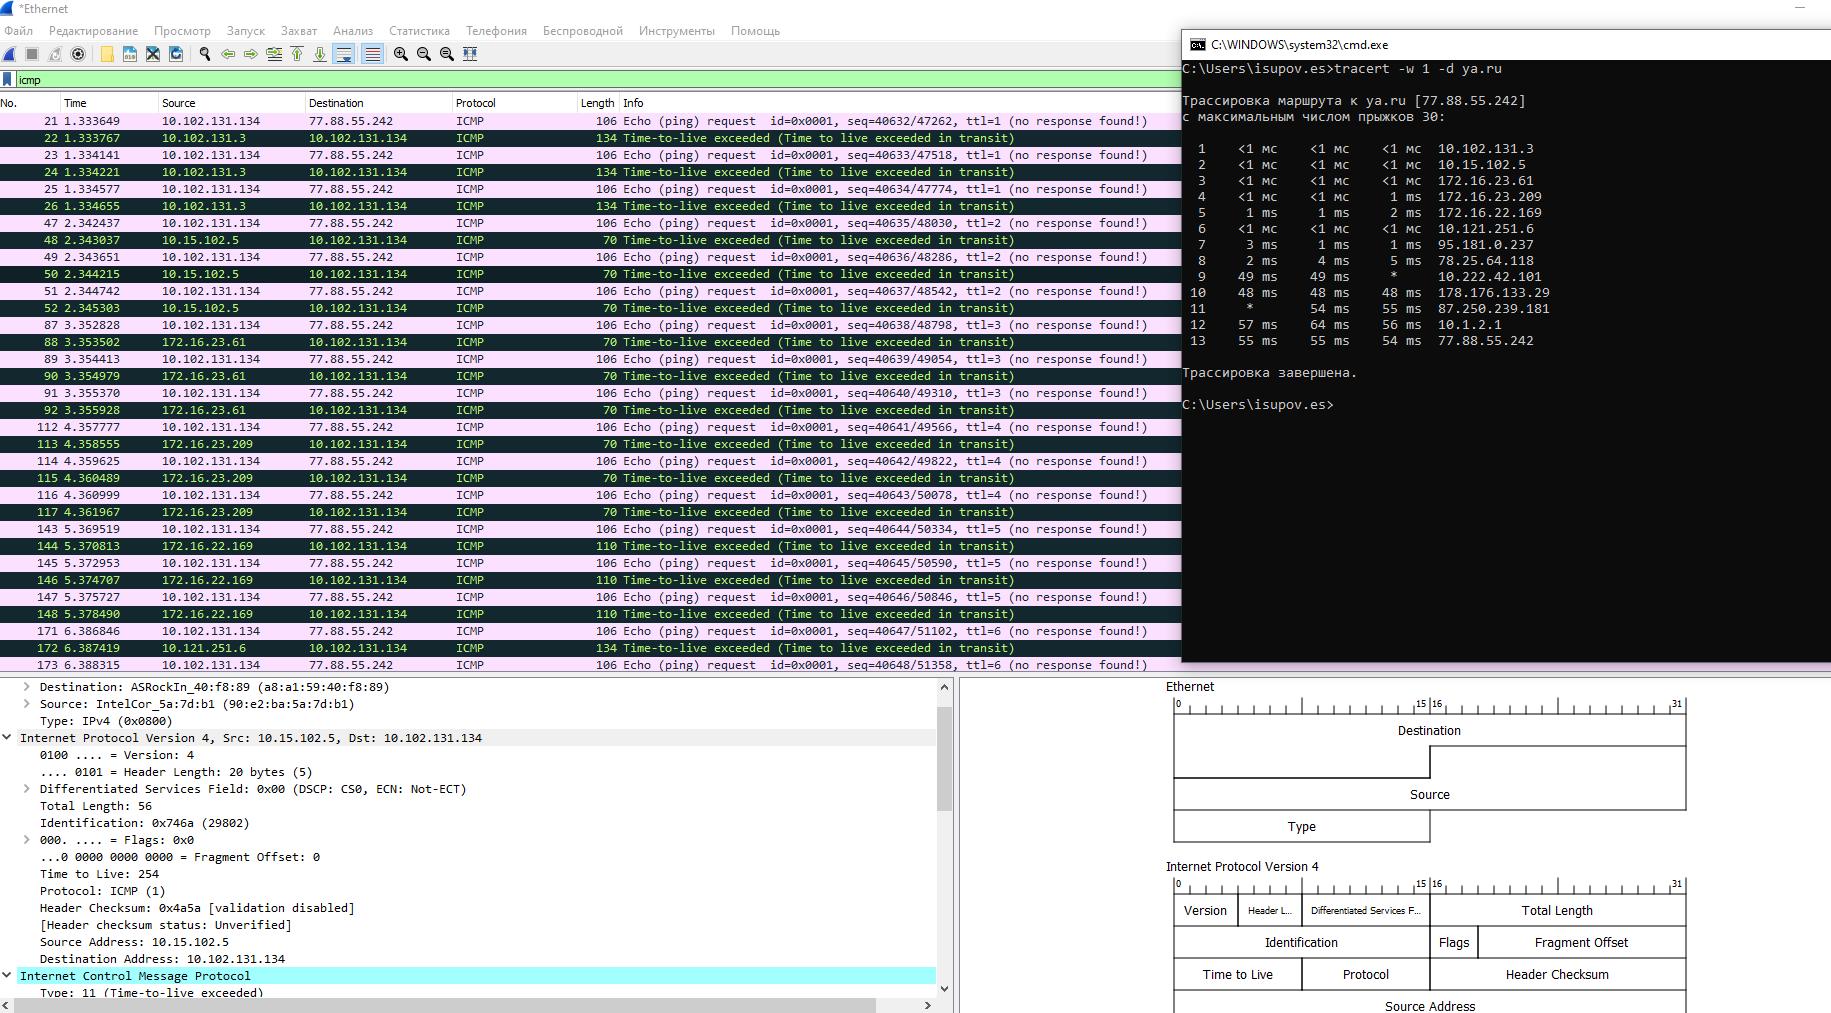 *Ethernet
Файл Редактирование Просмотр Запуск Захват Анализ Статистика Телефония Беспроводной Инструменты Помощь
icmp
No. Time Source Destination Protocol Length Info
21 1.333649 10.102.131.134 77.88.55.242 ICMP 106 Echo (ping) request id=0x0001, seq=40632/47262, ttl=1 (no response found!)
22 1.333767 10.102.131.3 10.102.131.134 ICMP 134 Time-to-live exceeded (Time to live exceeded in transit)
23 1.334141 10.102.131.134 77.88.55.242 ICMP 106 Echo (ping) request id=0x0001, seq=40633/47518, ttl=1 (no response found!)
24 1.334221 10.102.131.3 10.102.131.134 ICMP 134 Time-to-live exceeded (Time to live exceeded in transit)
25 1.334577 10.102.131.134 77.88.55.242 ICMP 106 Echo (ping) request id=0x0001, seq=40634/47774, ttl=1 (no response found!)
26 1.334655 10.102.131.3 10.102.131.134 ICMP 134 Time-to-live exceeded (Time to live exceeded in transit)
47 2.342437 10.102.131.134 77.88.55.242 ICMP 106 Echo (ping) request id=0x0001, seq=40635/48030, ttl=2 (no response found!)
48 2.343037 10.15.102.5 10.102.131.134 ICMP 70 Time-to-live exceeded (Time to live exceeded in transit)
49 2.343651 10.102.131.134 77.88.55.242 ICMP 106 Echo (ping) request id=0x0001, seq=40636/48286, ttl=2 (no response found!)
50 2.344215 10.15.102.5 10.102.131.134 ICMP 70 Time-to-live exceeded (Time to live exceeded in transit)
51 2.344742 10.102.131.134 77.88.55.242 ICMP 106 Echo (ping) request id=0x0001, seq=40637/48542, ttl=2 (no response found!)
52 2.345303 10.15.102.5 10.102.131.134 ICMP 70 Time-to-live exceeded (Time to live exceeded in transit)
87 3.352828 10.102.131.134 77.88.55.242 ICMP 106 Echo (ping) request id=0x0001, seq=40638/48798, ttl=3 (no response found!)
88 3.353502 172.16.23.61 10.102.131.134 ICMP 70 Time-to-live exceeded (Time to live exceeded in transit)
89 3.354413 10.102.131.134 77.88.55.242 ICMP 106 Echo (ping) request id=0x0001, seq=40639/49054, ttl=3 (no response found!)
90 3.354979 172.16.23.61 10.102.131.134 ICMP 70 Time-to-live exceeded (Time to live exceeded in transit)
91 3.355370 10.102.131.134 77.88.55.242 ICMP 106 Echo (ping) request id=0x0001, seq=40640/49310, ttl=3 (no response found!)
92 3.355928 172.16.23.61 10.102.131.134 ICMP 70 Time-to-live exceeded (Time to live exceeded in transit)
112 4.357777 10.102.131.134 77.88.55.242 ICMP 106 Echo (ping) request id=0x0001, seq=40641/49566, ttl=4 (no response found!)
113 4.358555 172.16.23.209 10.102.131.134 ICMP 70 Time-to-live exceeded (Time to live exceeded in transit)
114 4.359625 10.102.131.134 77.88.55.242 ICMP 106 Echo (ping) request id=0x0001, seq=40642/49822, ttl=4 (no response found!)
115 4.360489 172.16.23.209 10.102.131.134 ICMP 70 Time-to-live exceeded (Time to live exceeded in transit)
116 4.360999 10.102.131.134 77.88.55.242 ICMP 106 Echo (ping) request id=0x0001, seq=40643/50078, ttl=4 (no response found!)
117 4.361967 172.16.23.209 10.102.131.134 ICMP 70 Time-to-live exceeded (Time to live exceeded in transit)
143 5.369519 10.102.131.134 77.88.55.242 ICMP 106 Echo (ping) request id=0x0001, seq=40644/50334, ttl=5 (no response found!)
144 5.370813 172.16.22.169 10.102.131.134 ICMP 110 Time-to-live exceeded (Time to live exceeded in transit)
145 5.372953 10.102.131.134 77.88.55.242 ICMP 106 Echo (ping) request id=0x0001, seq=40645/50590, ttl=5 (no response found!)
146 5.374707 172.16.22.169 10.102.131.134 ICMP 110 Time-to-live exceeded (Time to live exceeded in transit)
147 5.375727 10.102.131.134 77.88.55.242 ICMP 106 Echo (ping) request id=0x0001, seq=40646/50846, ttl=5 (no response found!)
148 5.378490 172.16.22.169 10.102.131.134 ICMP 110 Time-to-live exceeded (Time to live exceeded in transit)
171 6.386846 10.102.131.134 77.88.55.242 ICMP 106 Echo (ping) request id=0x0001, seq=40647/51102, ttl=6 (no response found!)
172 6.387419 10.121.251.6 10.102.131.134 ICMP 134 Time-to-live exceeded (Time to live exceeded in transit)
173 6.388315 10.102.131.134 77.88.55.242 ICMP 106 Echo (ping) request id=0x0001, seq=40648/51358, ttl=6 (no response found!)
C:\WINDOWS\system32\cmd.exe
C:\Users\isupov.es>tracert -w 1 -d ya.ru
Трассировка маршрута к ya.ru [77.88.55.242]
с максимальным числом прыжков 30:
1 <1 мс <1 мс <1 мс 10.102.131.3
2 <1 мс <1 мс <1 мс 10.15.102.5
3 <1 мс <1 мс <1 мс 172.16.23.61
4 <1 мс <1 мс 1 ms 172.16.23.209
5 1 ms 1 ms 2 ms 172.16.22.169
6 <1 мс <1 мс <1 мс 10.121.251.6
7 3 ms 1 ms 1 ms 95.181.0.237
8 2 ms 4 ms 5 ms 78.25.64.118
9 49 ms 49 ms * 10.222.42.101
10 48 ms 48 ms 48 ms 178.176.133.29
11 * 54 ms 55 ms 87.250.239.181
12 57 ms 64 ms 56 ms 10.1.2.1
13 55 ms 55 ms 54 ms 77.88.55.242
Трассировка завершена.
C:\Users\isupov.es>
Destination: ASRockIn_40:f8:89 (a8:a1:59:40:f8:89)
Source: IntelCor_5a:7d:b1 (90:e2:ba:5a:7d:b1)
Type: IPv4 (0x0800)
Internet Protocol Version 4, Src: 10.15.102.5, Dst: 10.102.131.134
0100 .... = Version: 4
.... 0101 = Header Length: 20 bytes (5)
Differentiated Services Field: 0x00 (DSCP: CS0, ECN: Not-ECT)
Total Length: 56
Identification: 0x746a (29802)
000. .... = Flags: 0x0
...0 0000 0000 0000 = Fragment Offset: 0
Time to Live: 254
Protocol: ICMP (1)
Header Checksum: 0x4a5a [validation disabled]
[Header checksum status: Unverified]
Source Address: 10.15.102.5
Destination Address: 10.102.131.134
Internet Control Message Protocol
Type: 11 (Time-to-live exceeded)
Ethernet
0 15 16 31
Destination
Source
Type
Internet Protocol Version 4
0 15 16 31
Version Header L... Differentiated Services F... Total Length
Identification Flags Fragment Offset
Time to Live Protocol Header Checksum
Source Address